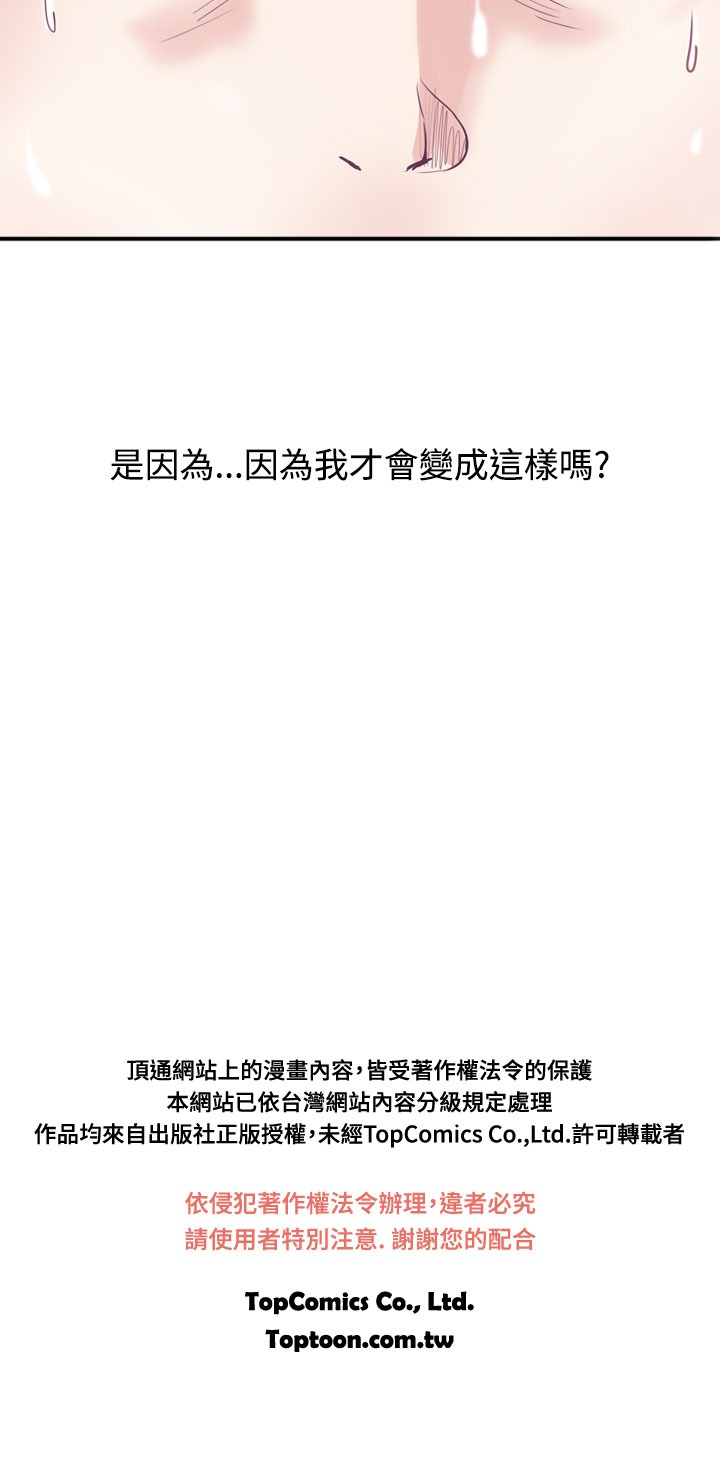 是因為...因為我才會變成這樣嗎?
頂通網站上的漫畫內容，皆受著作權法令的保護
本網站已依台灣網站內容分級規定處理
作品均來自出版社正版授權，未經TopComics Co.,Ltd.許可轉載者
依侵犯著作權法令辦理，違者必究
請使用者特別注意. 謝謝您的配合
TopComics Co., Ltd.
Toptoon.com.tw